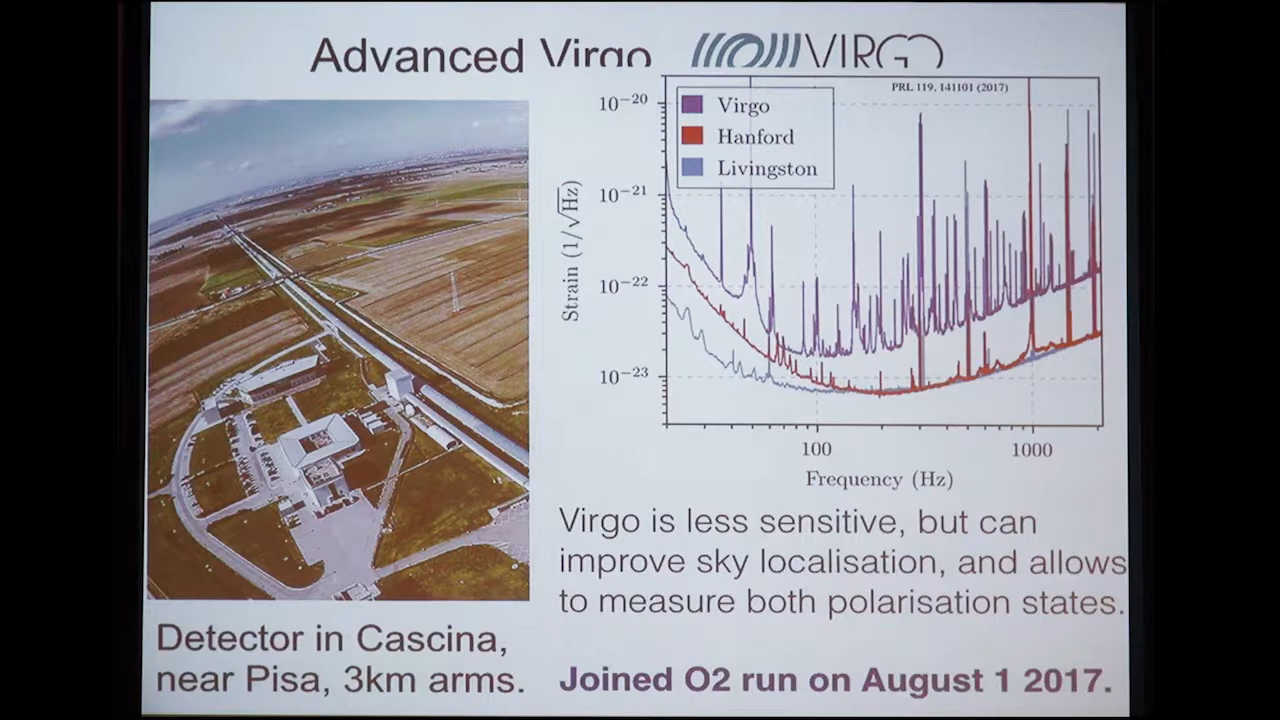 Advanced Virgo
VIRGO
PRL 119, 141101 (2017)
Virgo
Hanford
Livingston
10⁻²⁰
10⁻²¹
10⁻²²
10⁻²³
Strain (1/√Hz)
100
1000
Frequency (Hz)
Virgo is less sensitive, but can
improve sky localisation, and allows
to measure both polarisation states.
Detector in Cascina,
near Pisa, 3km arms.
Joined O2 run on August 1 2017.